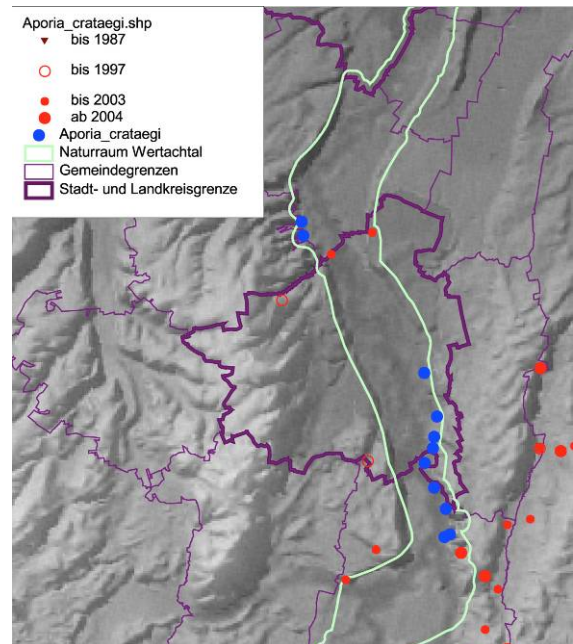 Aporia_crataegi.shp
bis 1987
bis 1997
bis 2003
ab 2004
Aporia_crataegi
Naturraum Wertachtal
Gemeindegrenzen
Stadt- und Landkreisgrenze